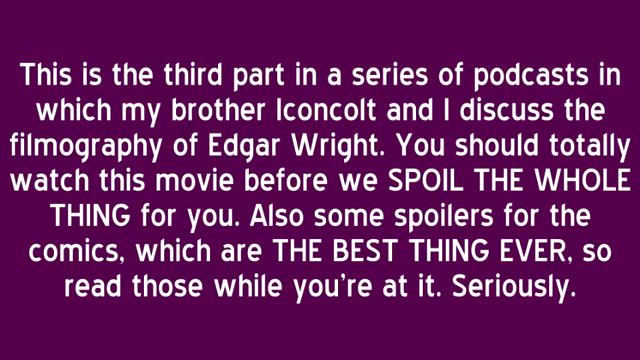 This is the third part in a series of podcasts in
which my brother Iconcolt and I discuss the
filmography of Edgar Wright. You should totally
watch this movie before we SPOIL THE WHOLE
THING for you. Also some spoilers for the
comics, which are THE BEST THING EVER, so
read those while you're at it. Seriously.